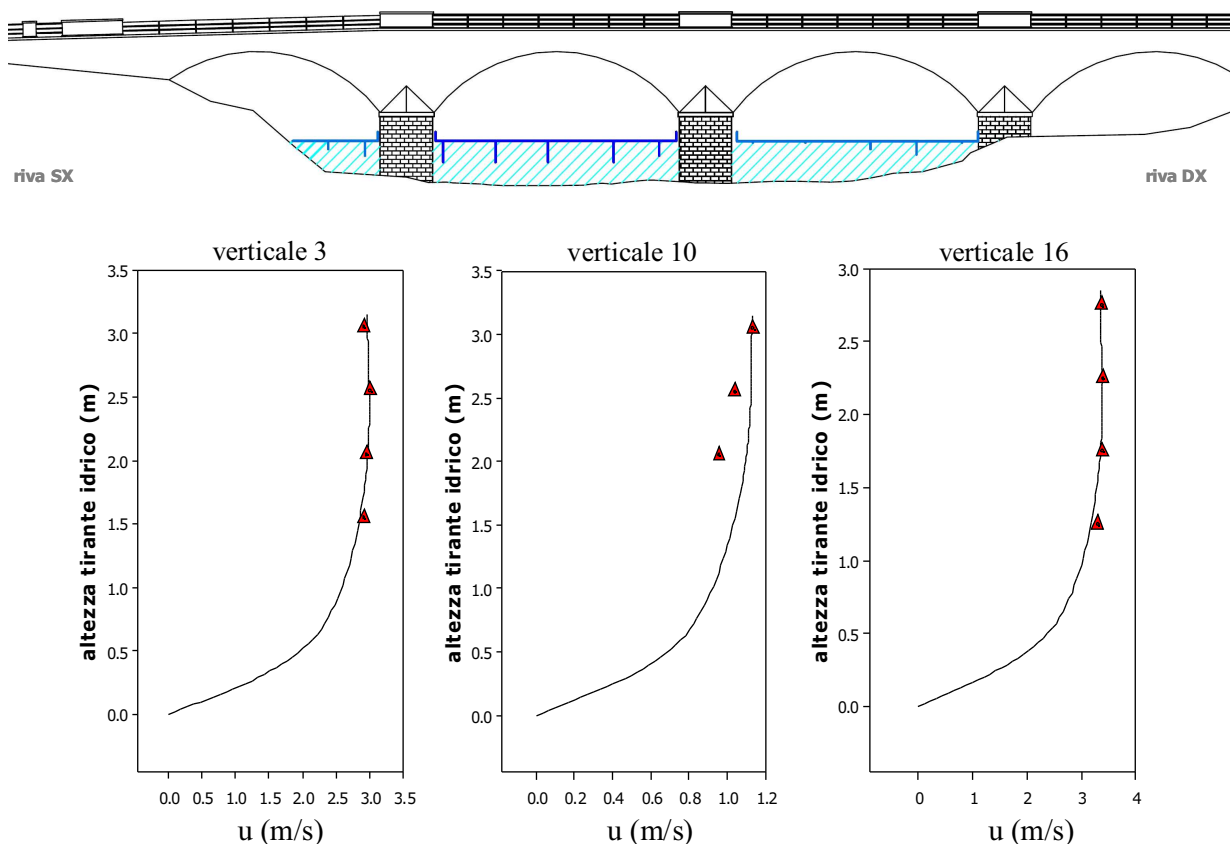 riva SX
riva DX
verticale 3
verticale 10
verticale 16
altezza tirante idrico (m)
3.5
3.0
2.5
2.0
1.5
1.0
0.5
0.0
0.0 0.5 1.0 1.5 2.0 2.5 3.0 3.5
u (m/s)
altezza tirante idrico (m)
3.5
3.0
2.5
2.0
1.5
1.0
0.5
0.0
0.0 0.2 0.4 0.6 0.8 1.0 1.2
u (m/s)
altezza tirante idrico (m)
3.0
2.5
2.0
1.5
1.0
0.5
0.0
0 1 2 3 4
u (m/s)